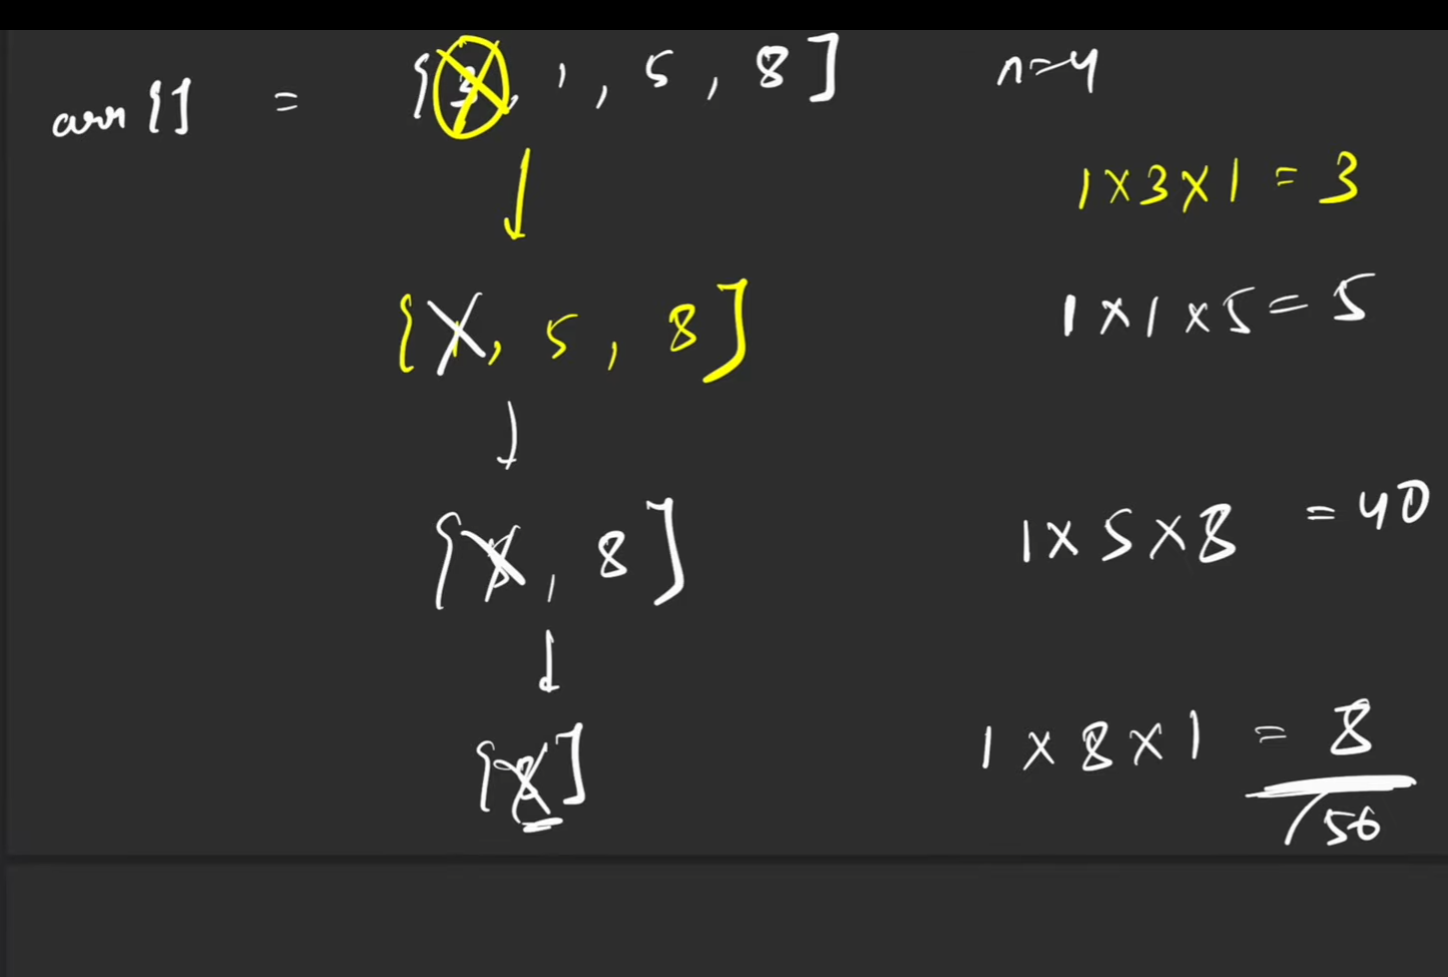 arr [] = [3, 1, 5, 8] n=4
1 x 3 x 1 = 3
[1, 5, 8] 1 x 1 x 5 = 5
[5, 8] 1 x 5 x 8 = 40
[8] 1 x 8 x 1 = 8
56